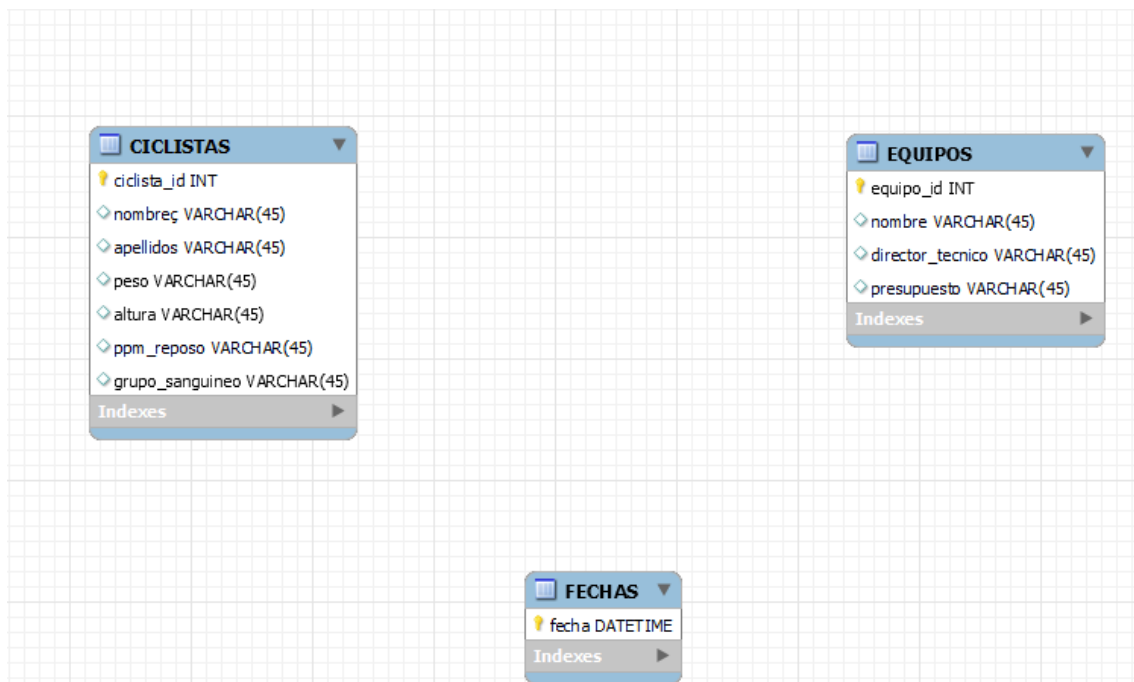 CICLISTAS
ciclista_id INT
nombreç VARCHAR(45)
apellidos VARCHAR(45)
peso VARCHAR(45)
altura VARCHAR(45)
ppm_reposo VARCHAR(45)
grupo_sanguineo VARCHAR(45)
Indexes
EQUIPOS
equipo_id INT
nombre VARCHAR(45)
director_tecnico VARCHAR(45)
presupuesto VARCHAR(45)
Indexes
FECHAS
fecha DATETIME
Indexes